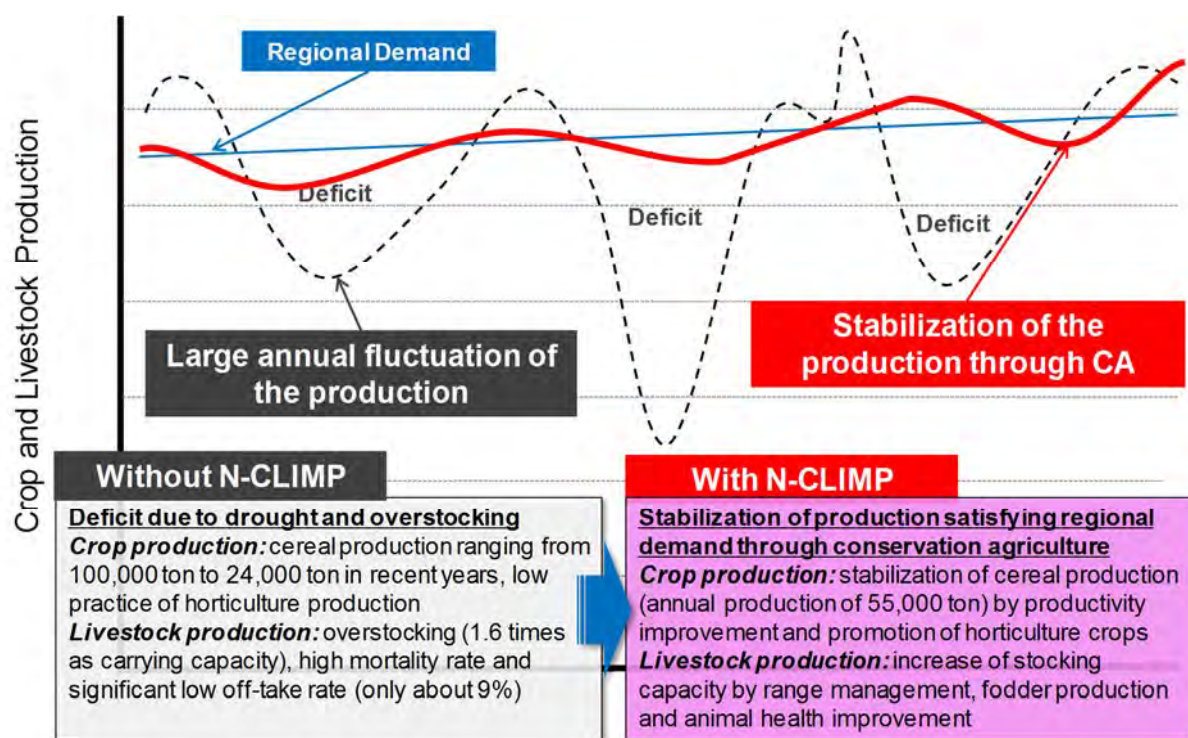 Crop and Livestock Production
Regional Demand
Deficit
Deficit
Deficit
Large annual fluctuation of
the production
Stabilization of the
production through CA
Without N-CLIMP
Deficit due to drought and overstocking
Crop production: cereal production ranging from
100,000 ton to 24,000 ton in recent years, low
practice of horticulture production
Livestock production: overstocking (1.6 times
as carrying capacity), high mortality rate and
significant low off-take rate (only about 9%)
With N-CLIMP
Stabilization of production satisfying regional
demand through conservation agriculture
Crop production: stabilization of cereal production
(annual production of 55,000 ton) by productivity
improvement and promotion of horticulture crops
Livestock production: increase of stocking
capacity by range management, fodder production
and animal health improvement